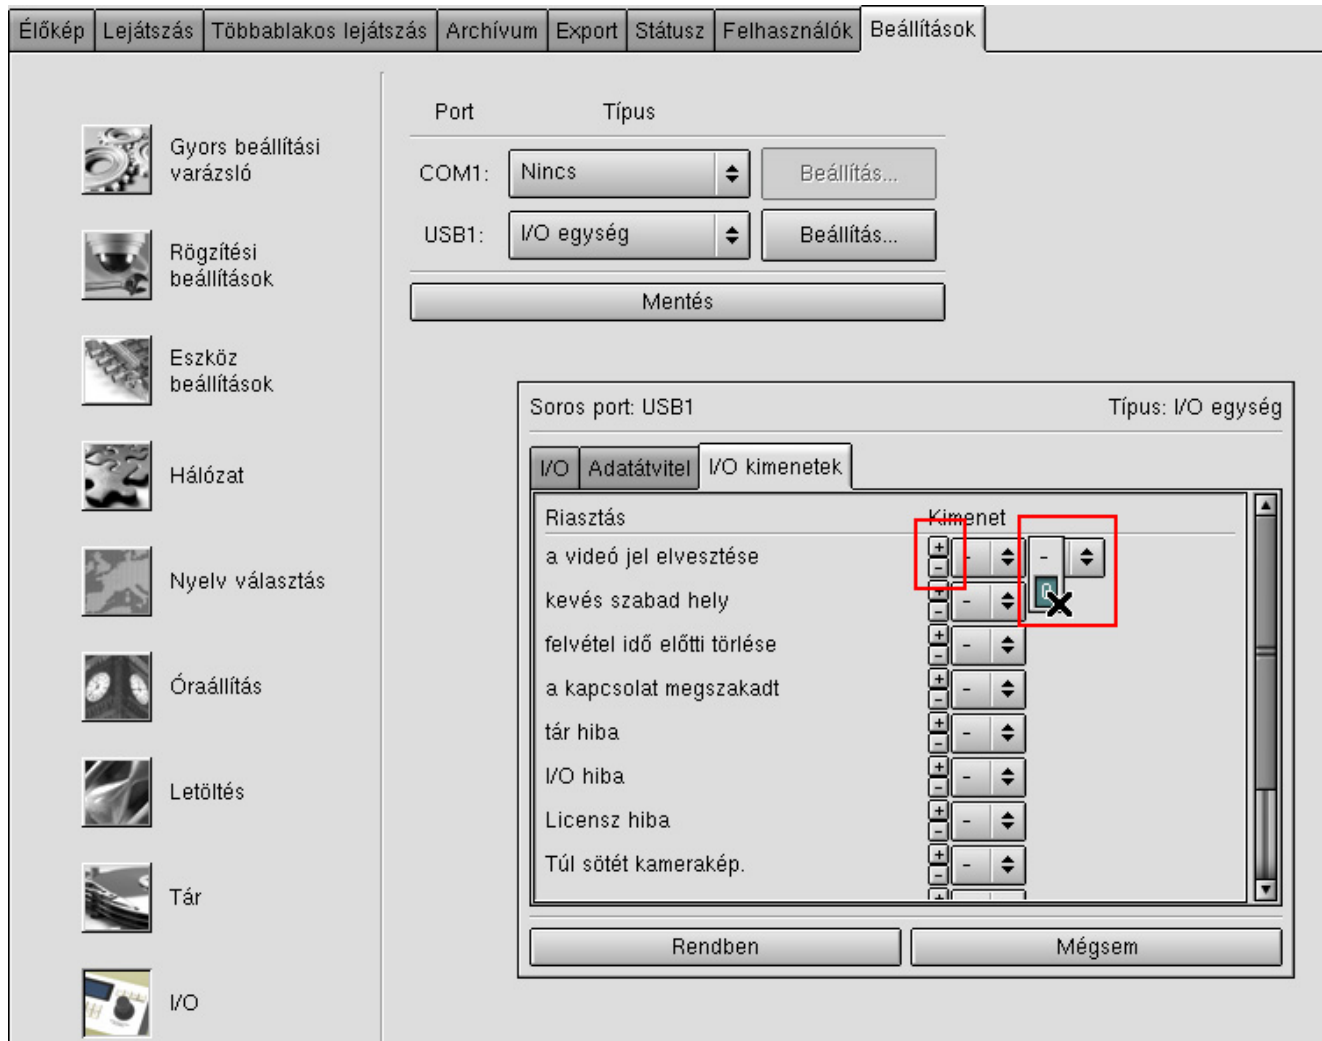 Élőkép Lejátszás Többablakos lejátszás Archívum Export Státusz Felhasználók Beállítások
Port Típus
COM1: Nincs Beállítás...
USB1: I/O egység Beállítás...
Mentés
Gyors beállítási
varázsló
Rögzítési
beállítások
Eszköz
beállítások
Hálózat
Nyelv választás
Óraállítás
Letöltés
Tár
I/O
Soros port: USB1 Típus: I/O egység
I/O Adatátvitel I/O kimenetek
Riasztás Kimenet
a videó jel elvesztése + - - -
kevés szabad hely + - -
felvétel idő előtti törlése + - -
a kapcsolat megszakadt + - -
tár hiba + - -
I/O hiba + - -
Licensz hiba + - -
Túl sötét kamerakép. + - -
Rendben Mégsem